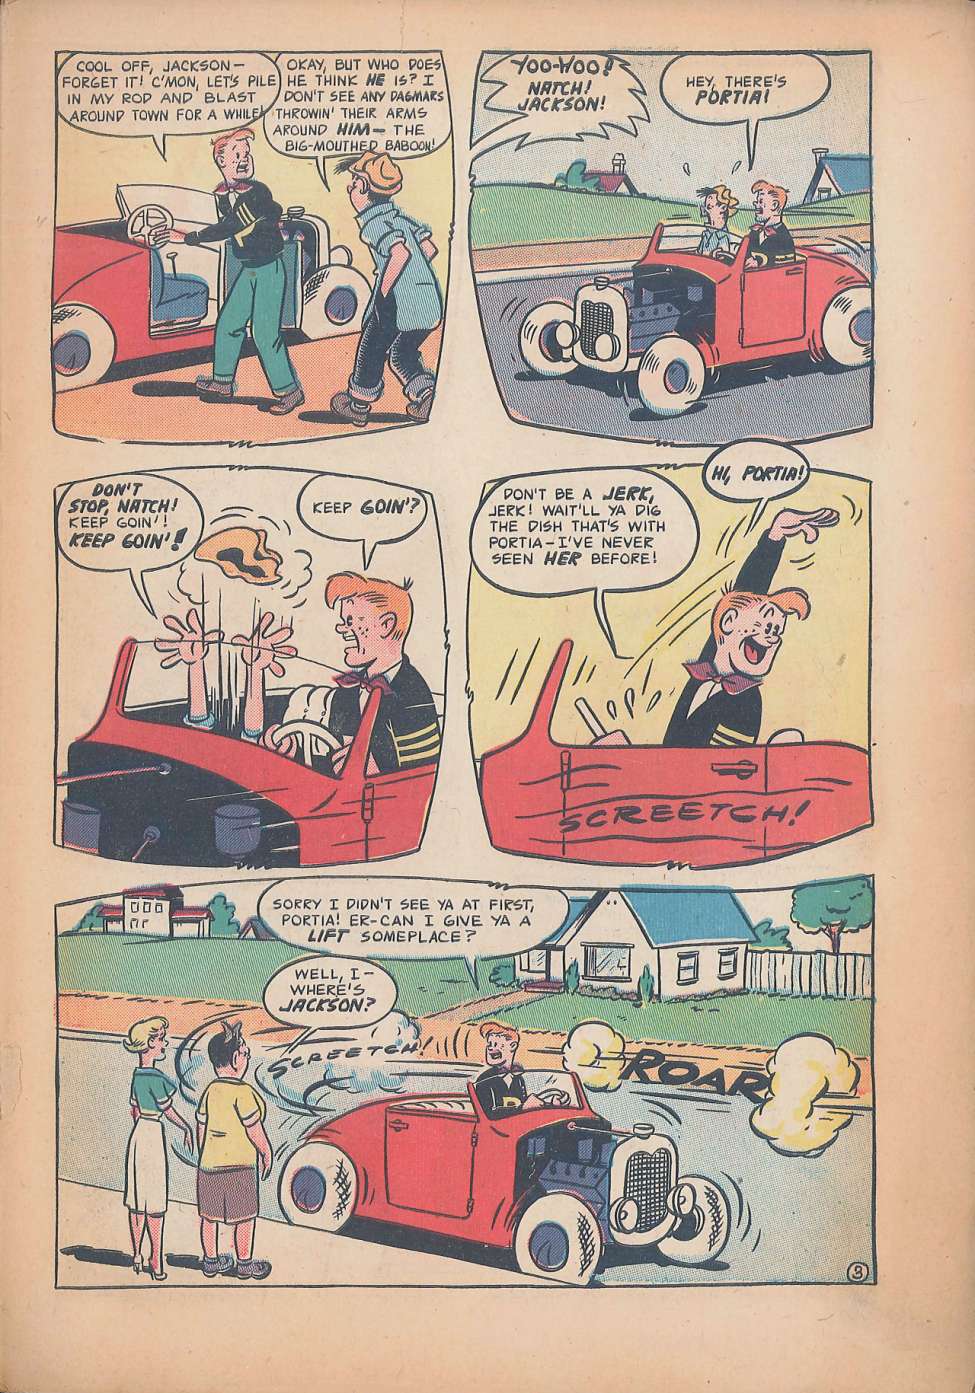 COOL OFF, JACKSON—
FORGET IT! C'MON, LET'S PILE
IN MY ROD AND BLAST
AROUND TOWN FOR A WHILE!
OKAY, BUT WHO DOES
HE THINK HE IS? I
DON'T SEE ANY DAGMARS
THROWIN' THEIR ARMS
AROUND HIM— THE
BIG-MOUTHED BABOON!
YOO-HOO!
NATCH!
JACKSON!
HEY, THERE'S
PORTIA!
DON'T
STOP, NATCH!
KEEP GOIN'!
KEEP GOIN'!
KEEP GOIN'?
DON'T BE A JERK,
JERK! WAIT'LL YA DIG
THE DISH THAT'S WITH
PORTIA—I'VE NEVER
SEEN HER BEFORE!
HI, PORTIA!
SCREETCH!
SORRY I DIDN'T SEE YA AT FIRST,
PORTIA! ER-CAN I GIVE YA A
LIFT SOMEPLACE?
WELL, I—
WHERE'S
JACKSON?
SCREETCH!
ROAR
3